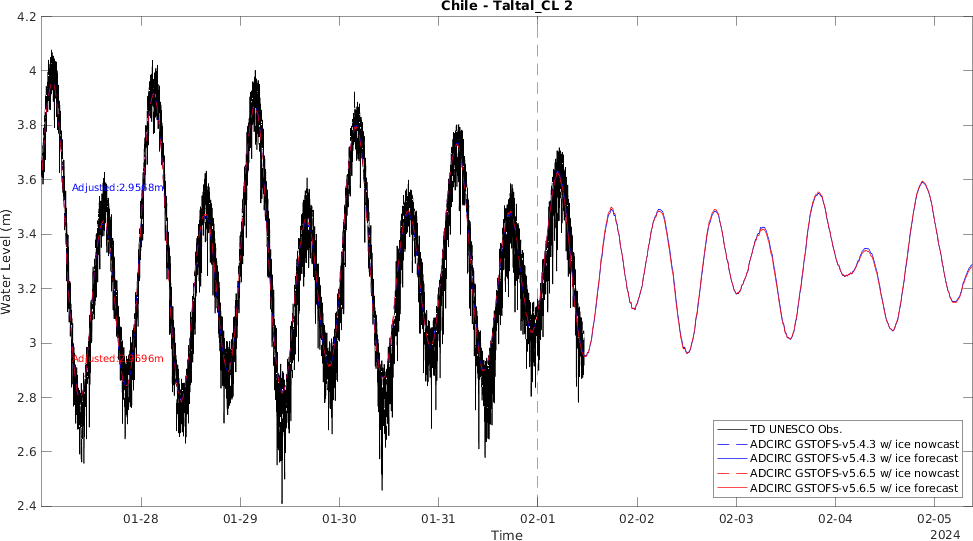 Chile - Taltal_CL 2
4.2
4
3.8
3.6
3.4
3.2
3
2.8
2.6
2.4
Water Level (m)
Adjusted:2.9568m
TD UNESCO Obs.
ADCIRC GSTOFS-v5.4.3 w/ ice nowcast
ADCIRC GSTOFS-v5.4.3 w/ ice forecast
ADCIRC GSTOFS-v5.6.5 w/ ice nowcast
ADCIRC GSTOFS-v5.6.5 w/ ice forecast
01-28
01-29
01-30
01-31
02-01
02-02
02-03
02-04
02-05
Time
2024